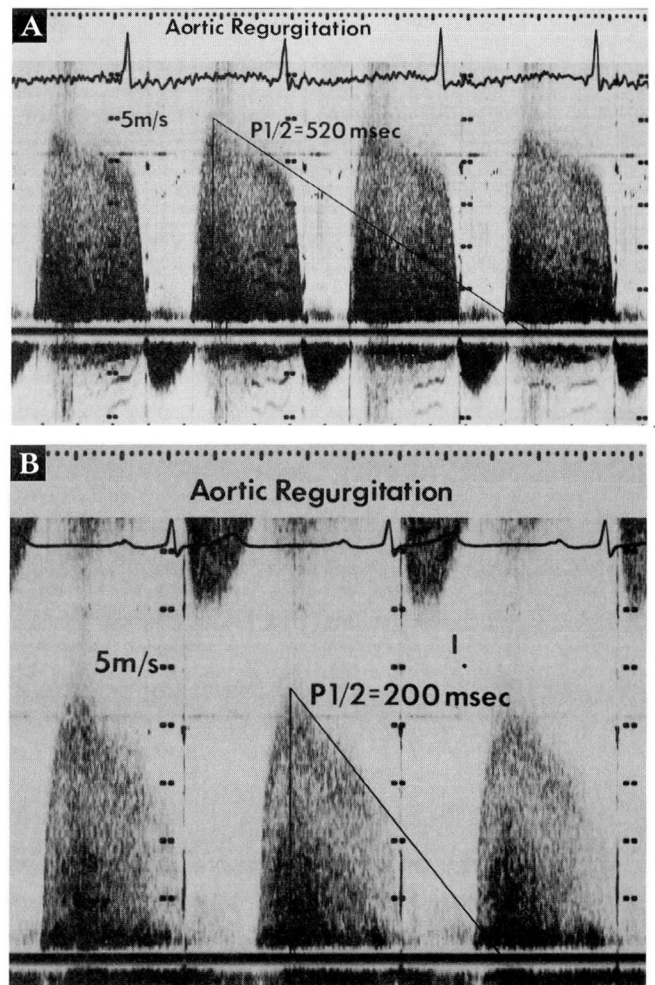 A
Aortic Regurgitation
5m/s
P1/2=520 msec
B
Aortic Regurgitation
5m/s
P1/2=200 msec